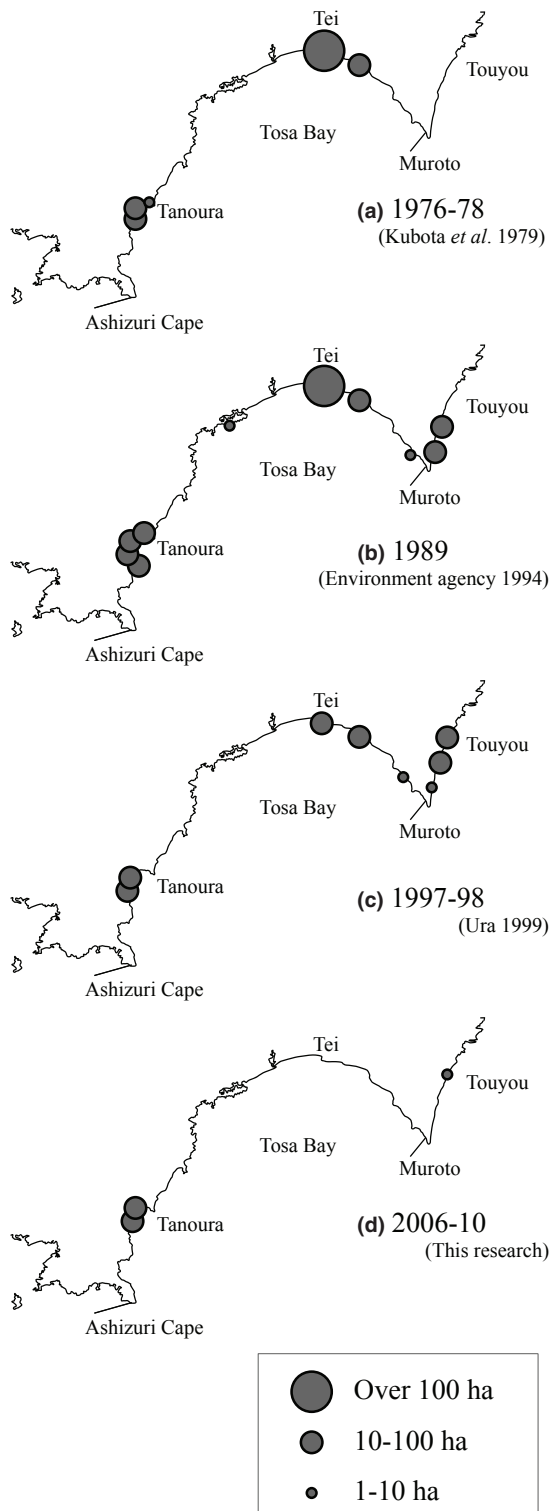 Tei
Touyou
Tosa Bay
Muroto
Tanoura
(a) 1976-78
(Kubota et al. 1979)
Ashizuri Cape
Tei
Touyou
Tosa Bay
Muroto
Tanoura
(b) 1989
(Environment agency 1994)
Ashizuri Cape
Tei
Touyou
Tosa Bay
Muroto
Tanoura
(c) 1997-98
(Ura 1999)
Ashizuri Cape
Tei
Touyou
Tosa Bay
Muroto
Tanoura
(d) 2006-10
(This research)
Ashizuri Cape
Over 100 ha
10-100 ha
1-10 ha